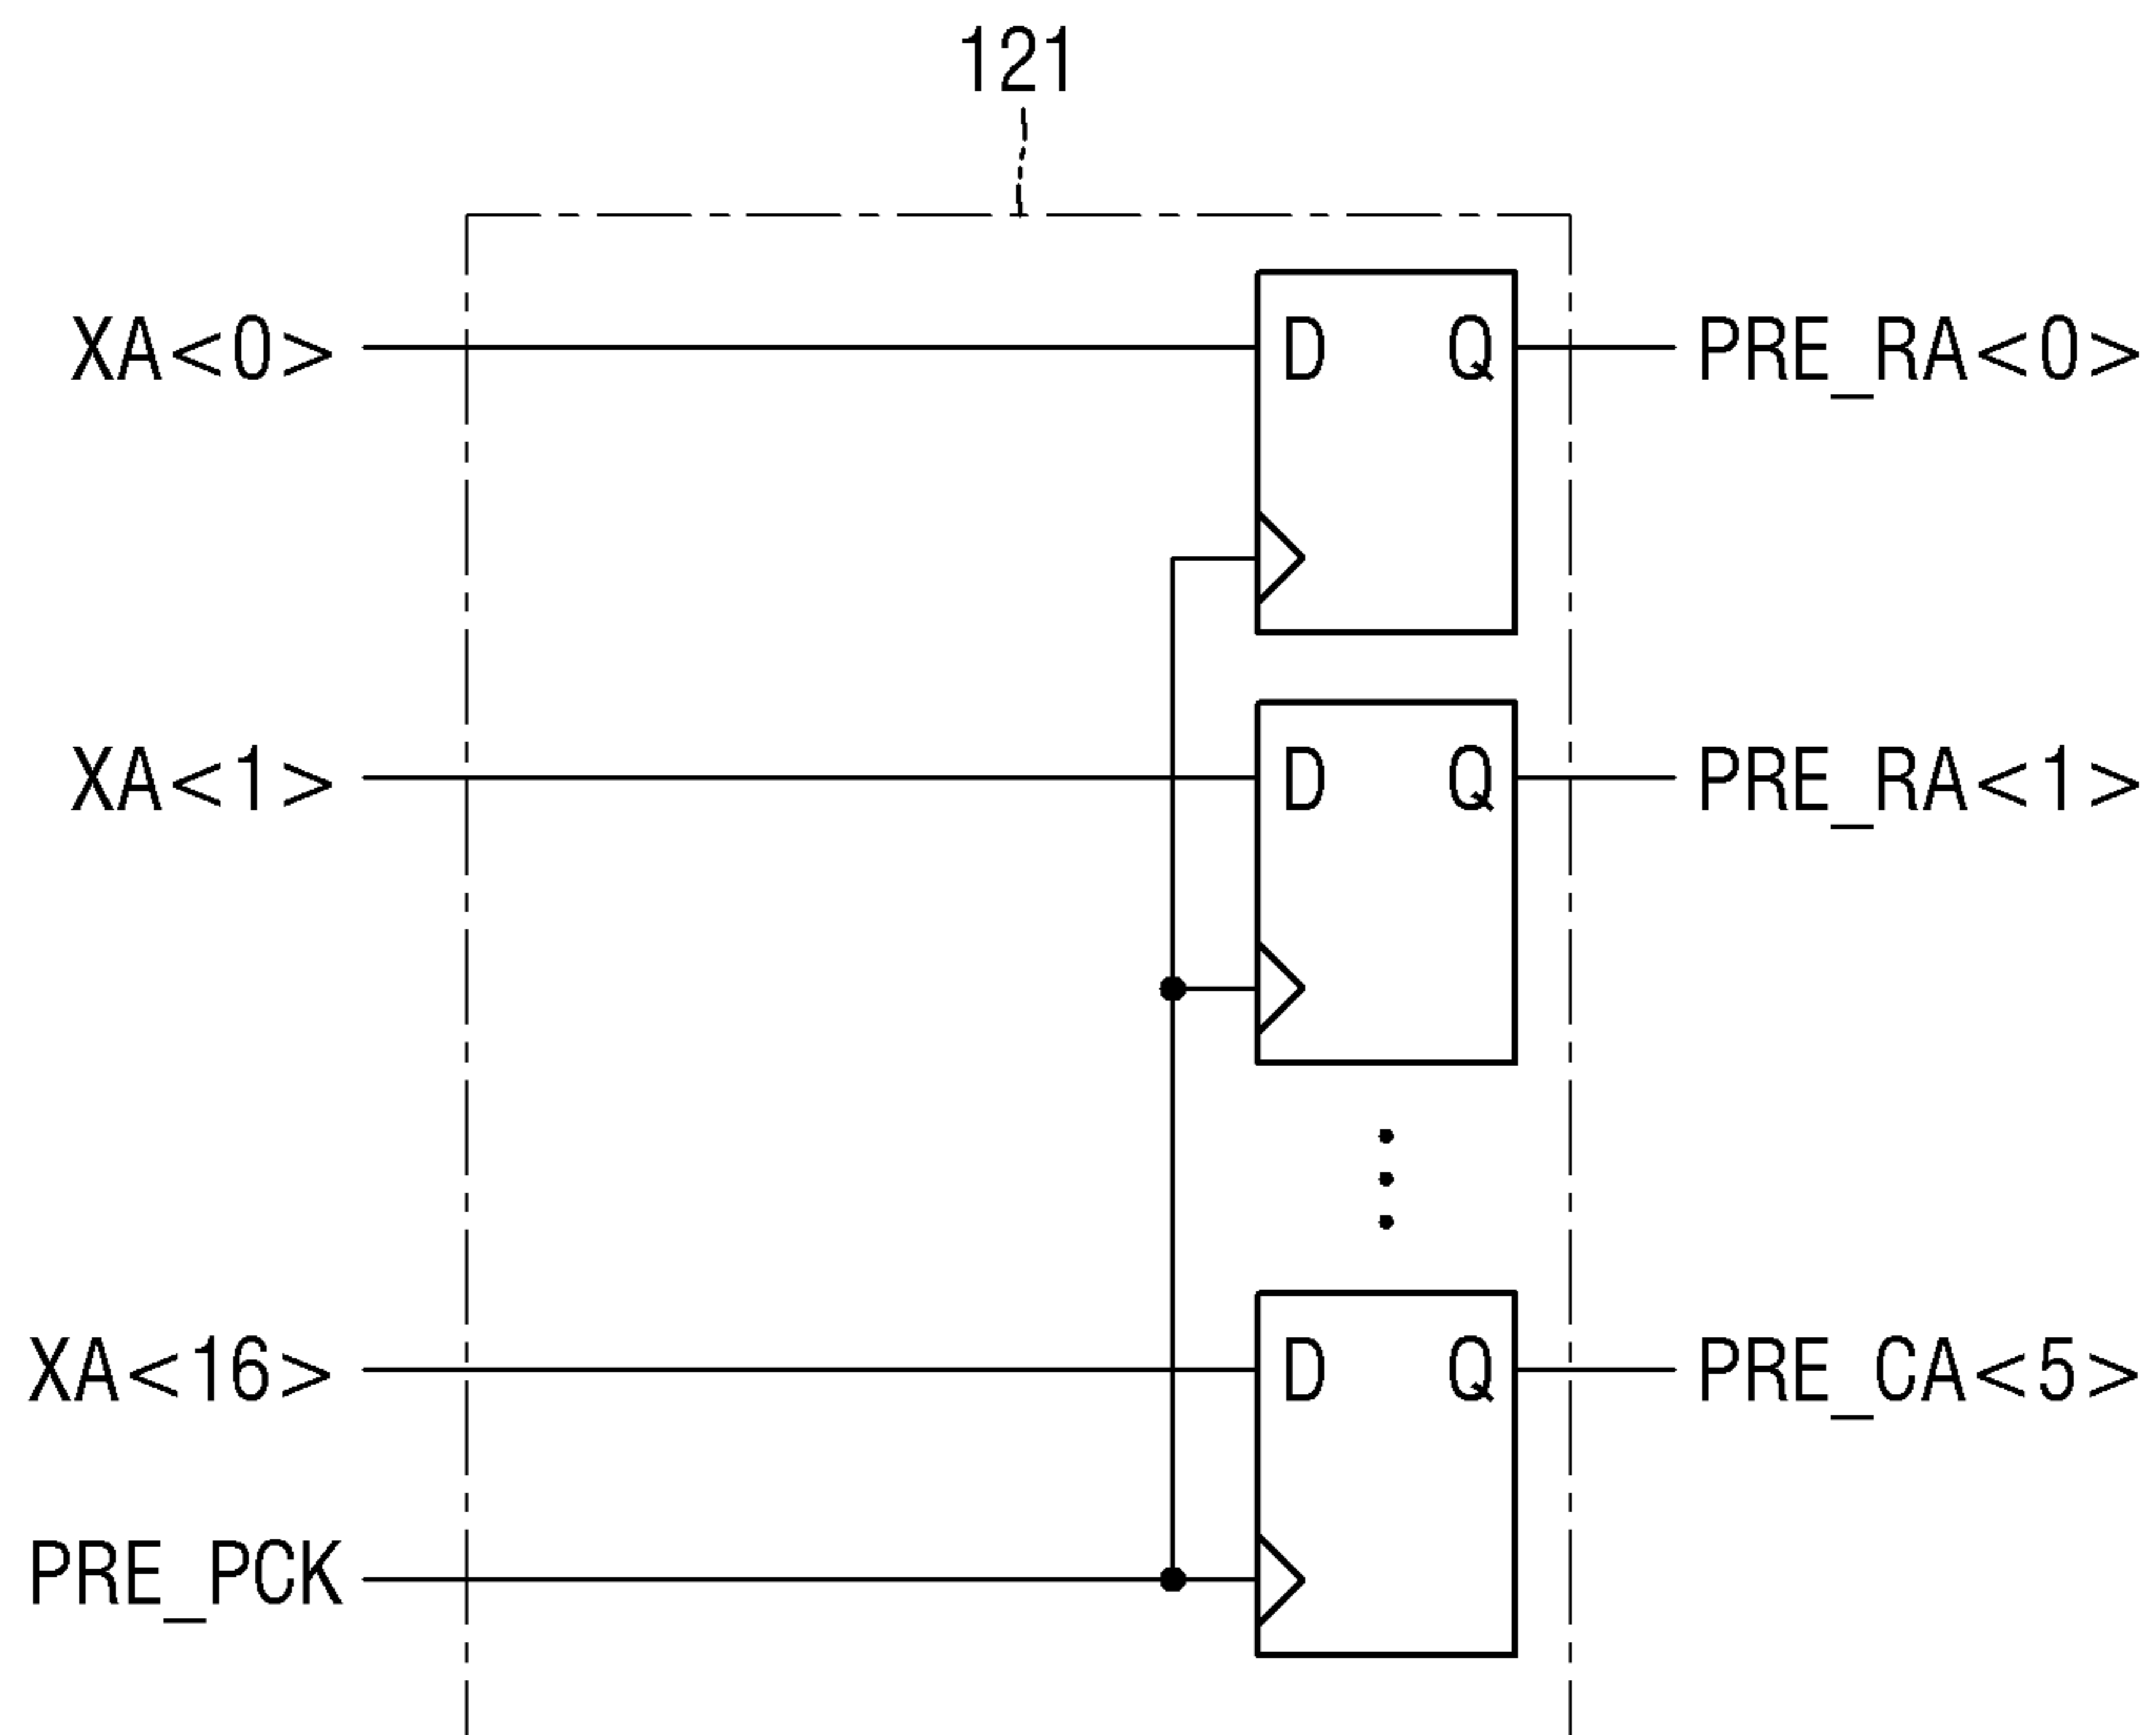 121
XA<0> D Q PRE_RA<0>
XA<1> D Q PRE_RA<1>
XA<16> D Q PRE_CA<5>
PRE_PCK